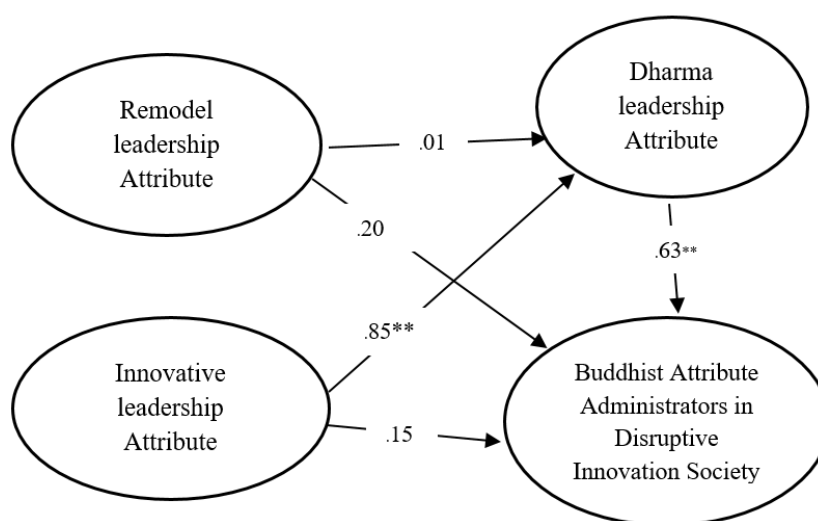 Remodel
leadership
Attribute
Dharma
leadership
Attribute
.01
.20
.63**
.85**
.15
Innovative
leadership
Attribute
Buddhist Attribute
Administrators in
Disruptive
Innovation Society